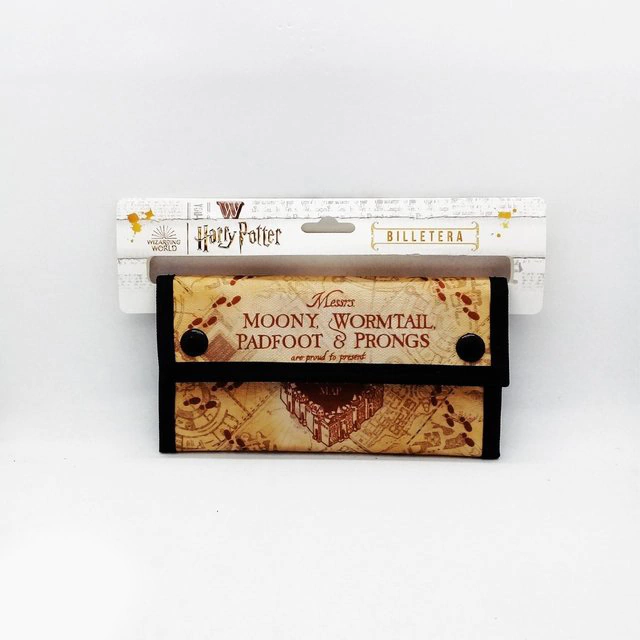 WIZARDING
WORLD
Harry Potter
BILLETERA
Messrs
MOONY, WORMTAIL,
PADFOOT & PRONGS
are proud to present